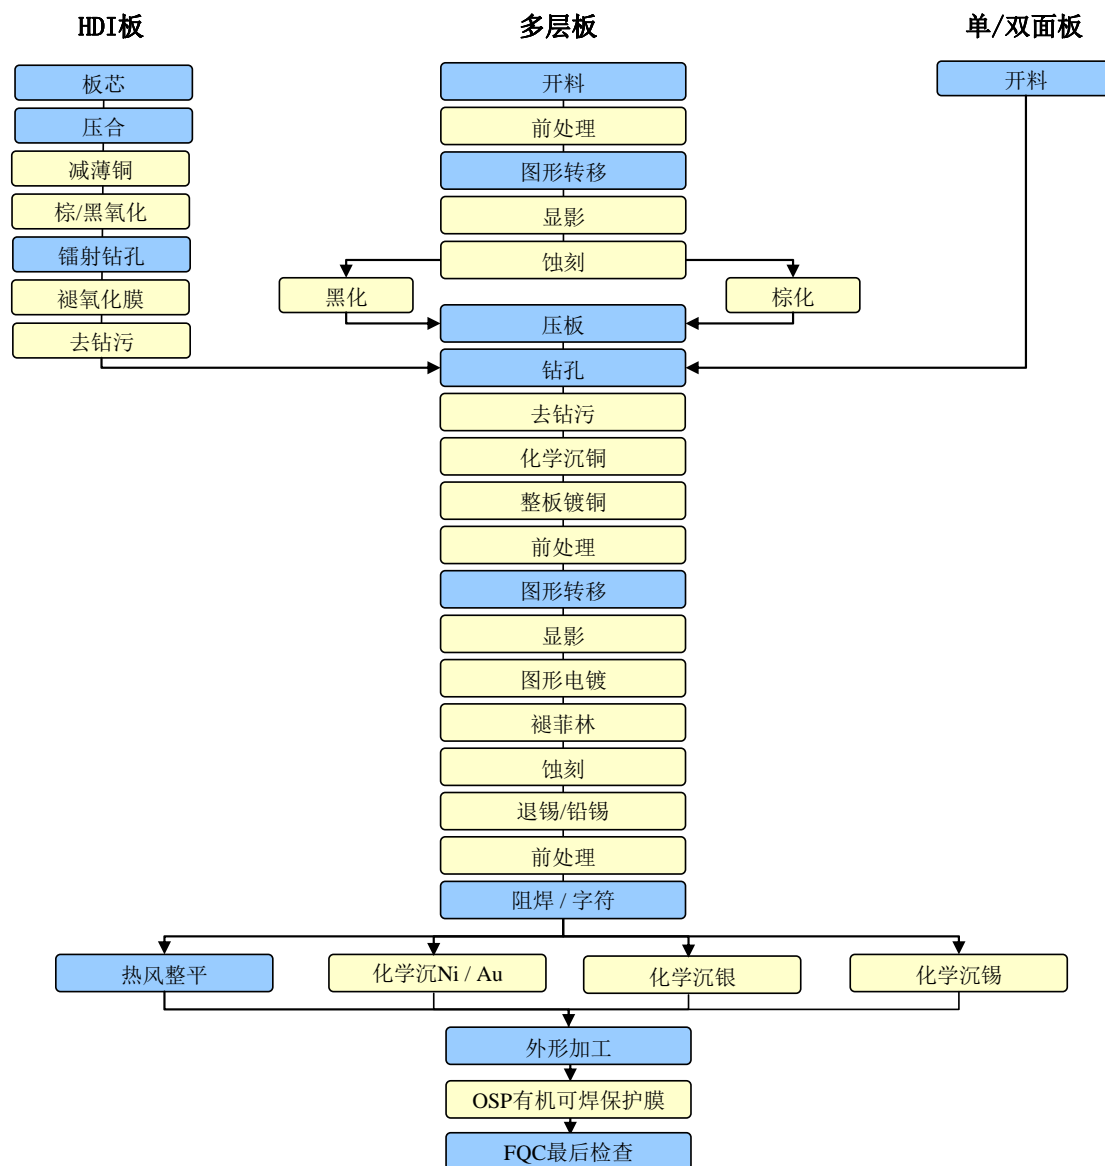 HDI板
多层板
单/双面板
板芯
压合
减薄铜
棕/黑氧化
镭射钻孔
褪氧化膜
去钻污
开料
前处理
图形转移
显影
蚀刻
黑化
棕化
压板
钻孔
开料
去钻污
化学沉铜
整板镀铜
前处理
图形转移
显影
图形电镀
褪菲林
蚀刻
退锡/铅锡
前处理
阻焊 / 字符
热风整平
化学沉Ni / Au
化学沉银
化学沉锡
外形加工
OSP有机可焊保护膜
FQC最后检查